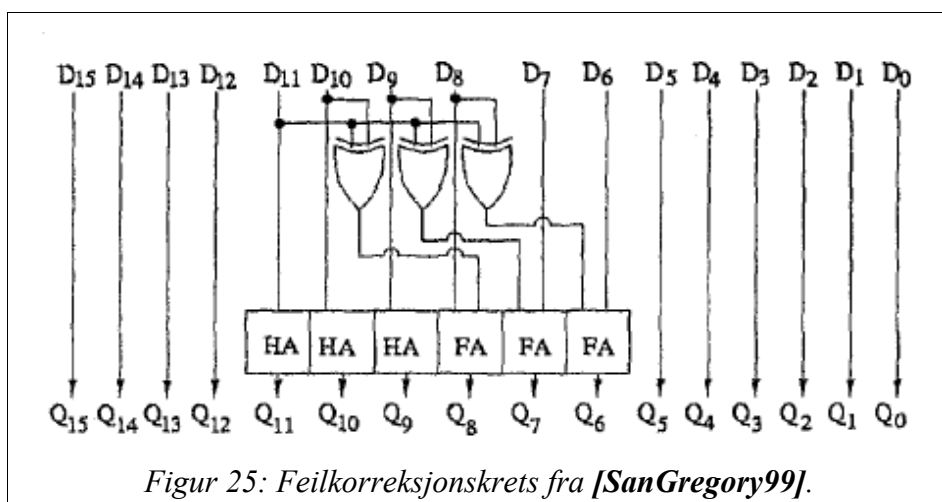 D15 D14 D13 D12 D11 D10 D9 D8 D7 D6 D5 D4 D3 D2 D1 D0
HA HA HA FA FA FA
Q15 Q14 Q13 Q12 Q11 Q10 Q9 Q8 Q7 Q6 Q5 Q4 Q3 Q2 Q1 Q0
Figur 25: Feilkorreksjonskrets fra [SanGregory99].